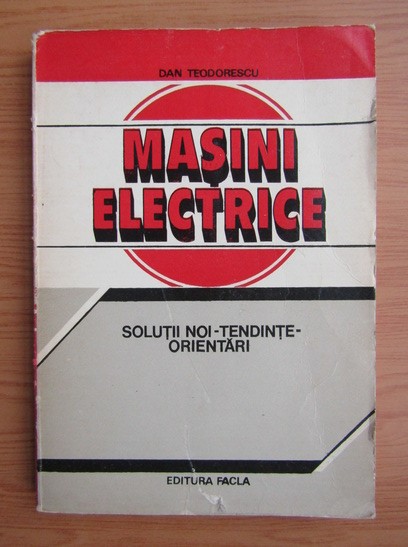 DAN TEODORESCU
MAȘINI
ELECTRICE
SOLUȚII NOI-TENDINȚE-
ORIENTĂRI
EDITURA FACLA